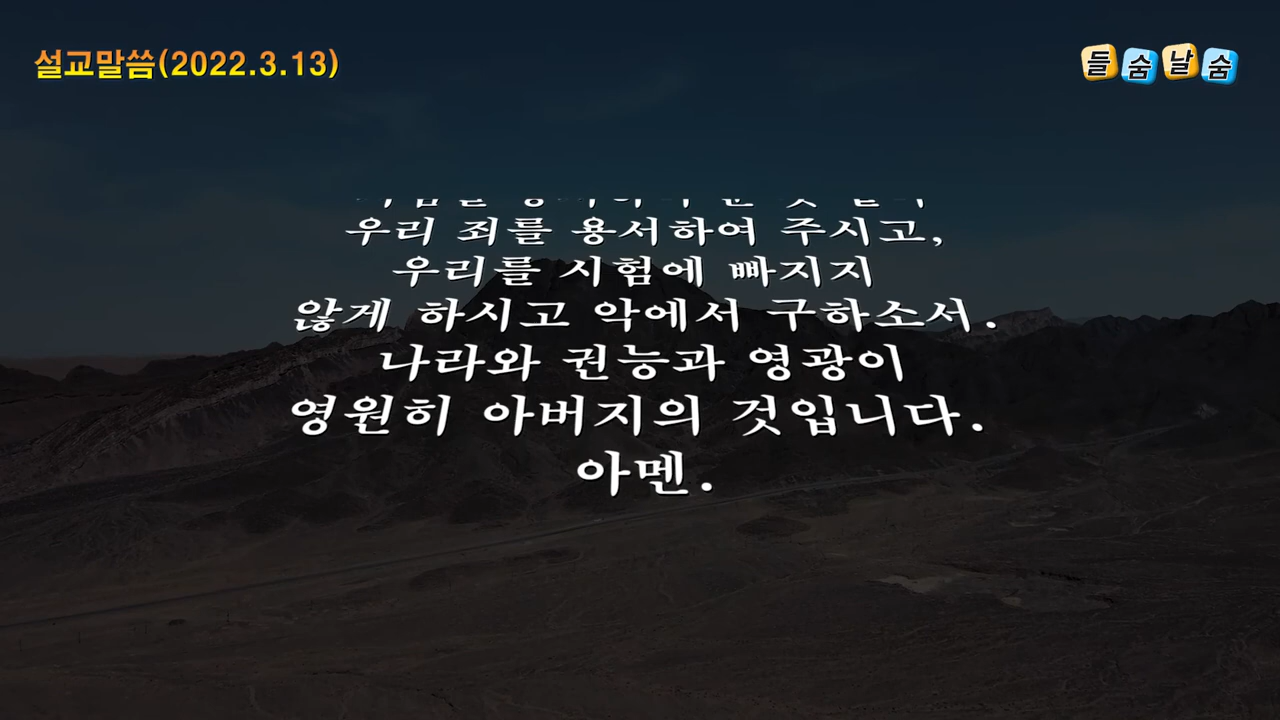 설교말씀(2022.3.13)
들숨날숨
우리 죄를 용서하여 주시고,
우리를 시험에 빠지지
않게 하시고 악에서 구하소서.
나라와 권능과 영광이
영원히 아버지의 것입니다.
아멘.